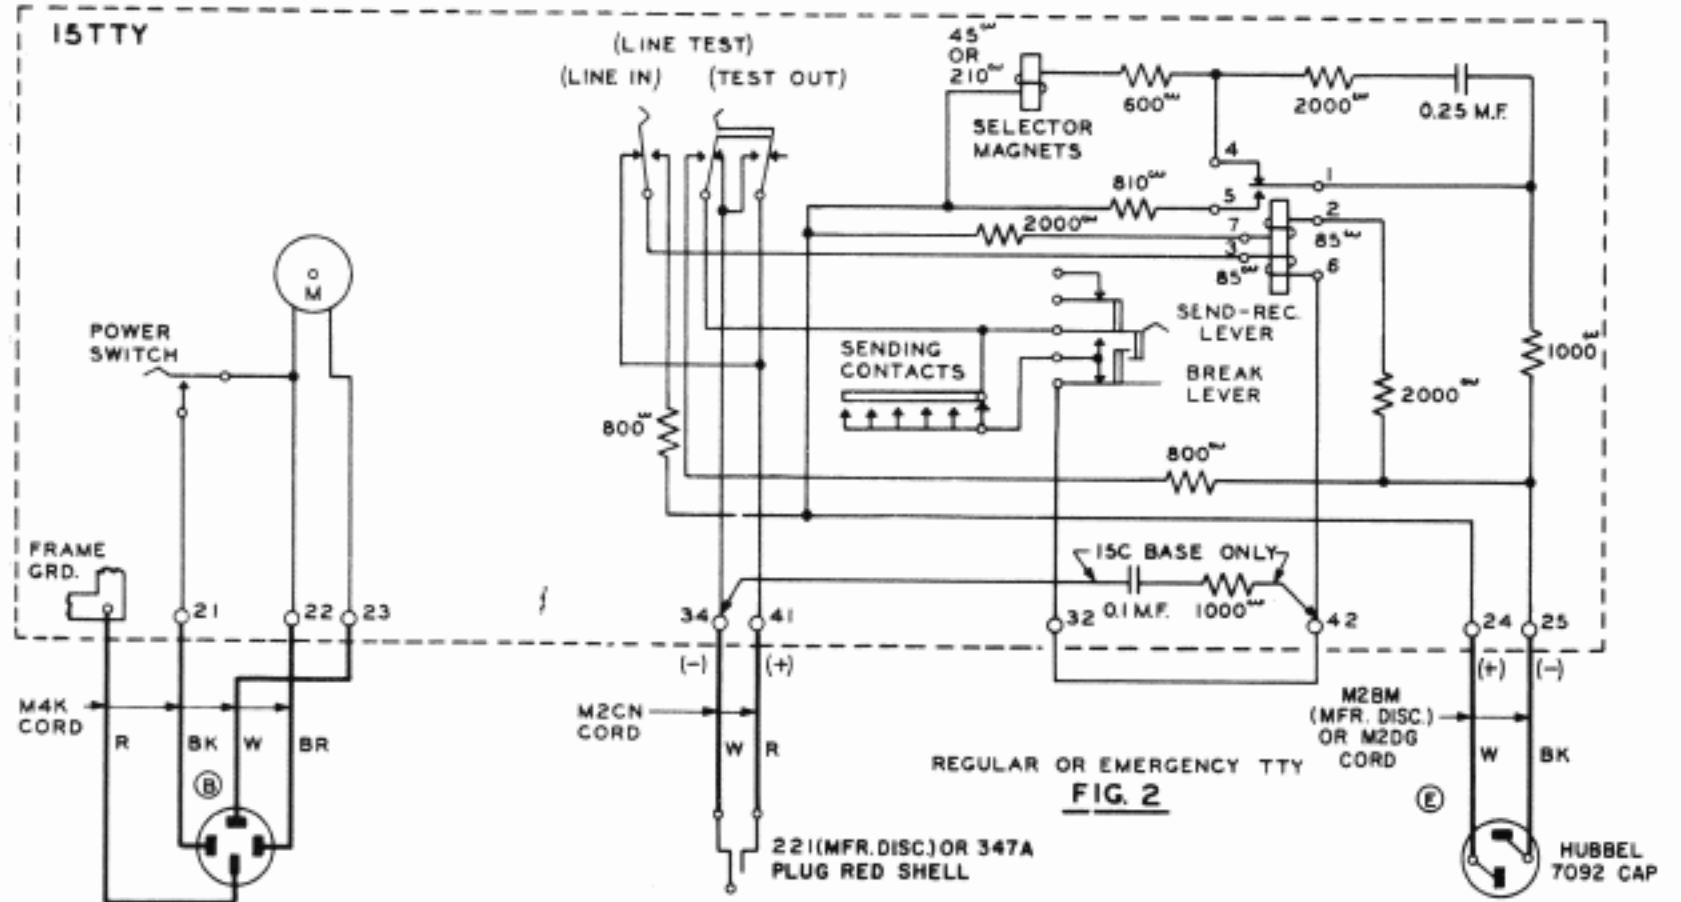 15TTY
(LINE TEST)
(LINE IN)
(TEST OUT)
45ω
OR
210ω
SELECTOR
MAGNETS
600ω
2000ω
0.25 M.F.
4
1
810ω
5
2
2000ω
7
85ω
3
85ω
6
M
POWER
SWITCH
SEND-REC.
LEVER
SENDING
CONTACTS
BREAK
LEVER
1000ω
2000ω
800ω
800ω
FRAME
GRD.
15C BASE ONLY
0.1 M.F.
1000ω
21
22
23
34
41
32
42
24
25
(-)
(+)
(+)
(-)
M4K
CORD
R
BK
W
BR
B
M2CN
CORD
W
R
M2BM
(MFR. DISC.)
OR M2DG
CORD
W
BK
REGULAR OR EMERGENCY TTY
FIG. 2
E
221(MFR.DISC.)OR 347A
PLUG RED SHELL
HUBBEL
7092 CAP